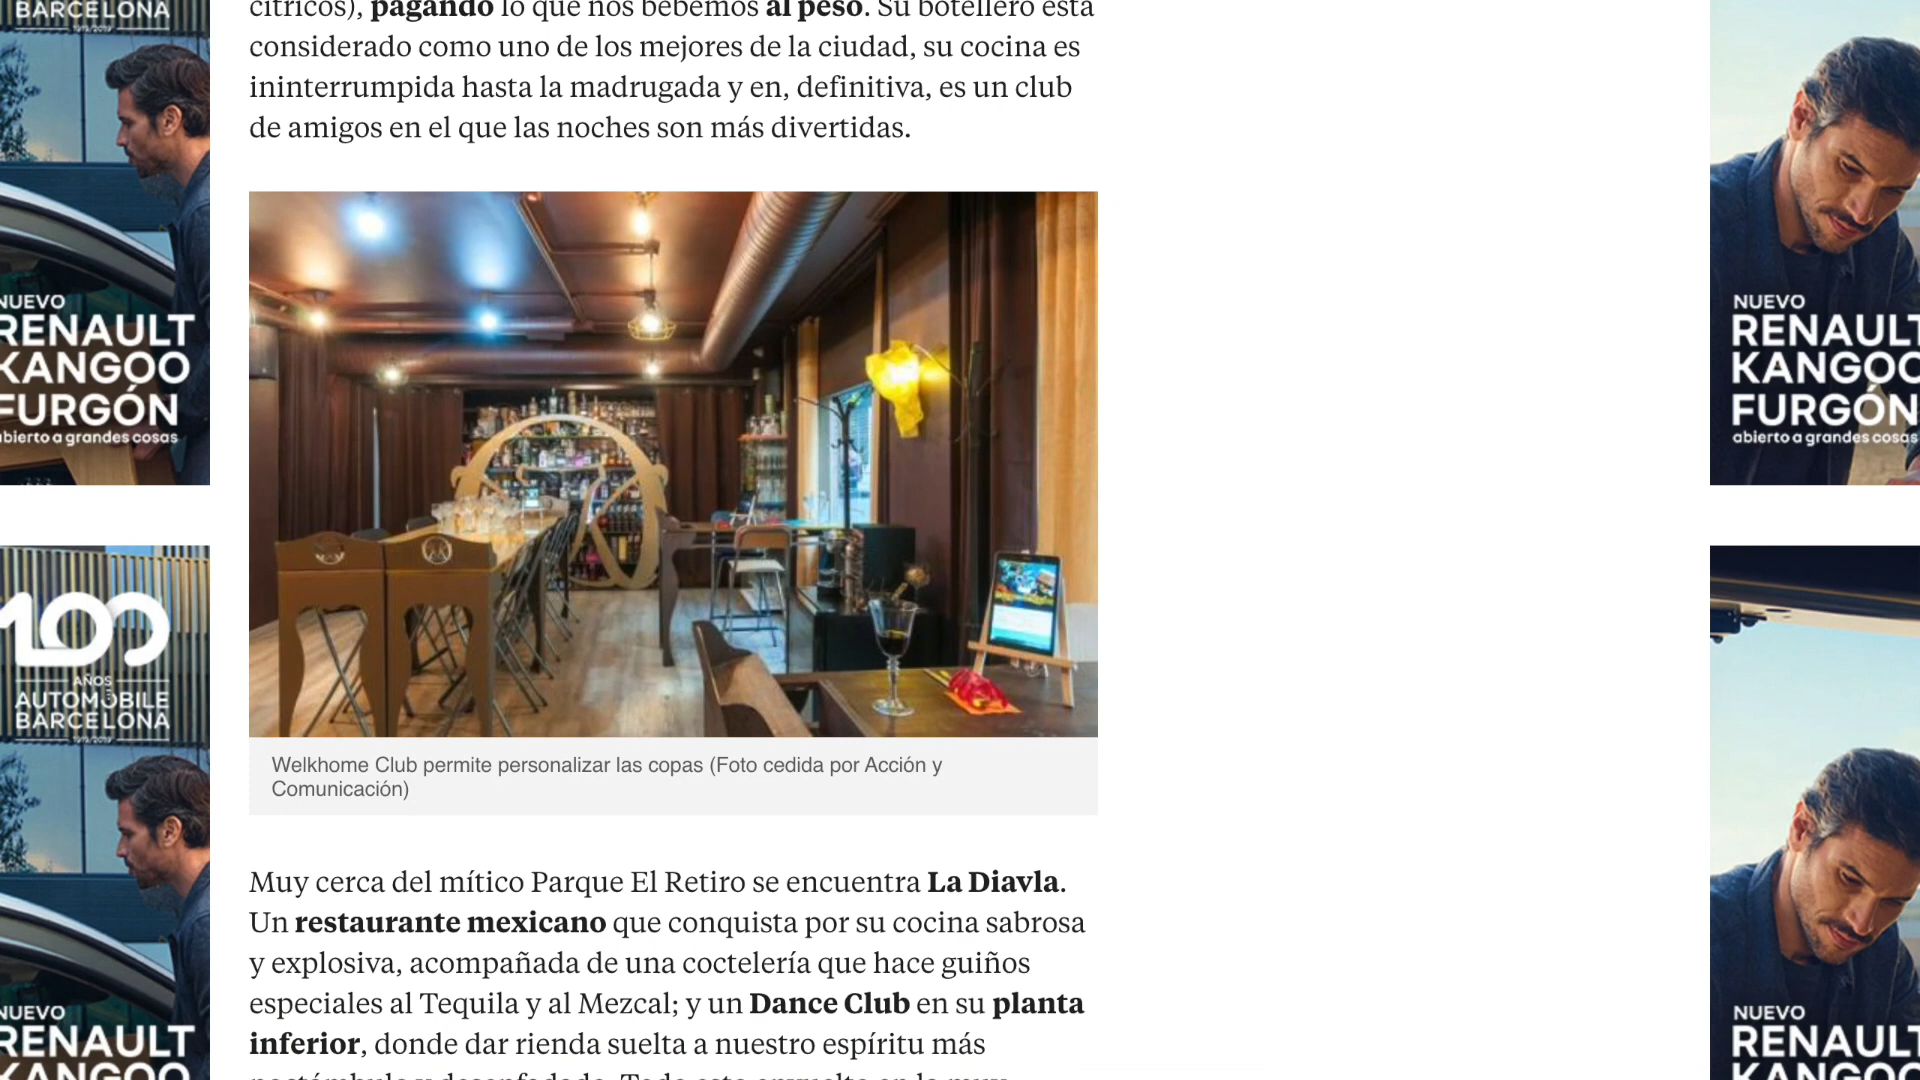 cítricos), pagando lo que nos bebemos al peso. Su botellero está
considerado como uno de los mejores de la ciudad, su cocina es
ininterrumpida hasta la madrugada y en, definitiva, es un club
de amigos en el que las noches son más divertidas.
Welkhome Club permite personalizar las copas (Foto cedida por Acción y
Comunicación)
Muy cerca del mítico Parque El Retiro se encuentra La Diavla.
Un restaurante mexicano que conquista por su cocina sabrosa
y explosiva, acompañada de una coctelería que hace guiños
especiales al Tequila y al Mezcal; y un Dance Club en su planta
inferior, donde dar rienda suelta a nuestro espíritu más
BARCELONA
1919/2019
NUEVO
RENAULT
KANGOO
FURGÓN
abierto a grandes cosas
100
AÑOS
AUTOMOBILE
BARCELONA
1919/2019
NUEVO
RENAULT
KANGOO
NUEVO
RENAULT
KANGOO
FURGÓN
abierto a grandes cosas
NUEVO
RENAULT
KANGOO